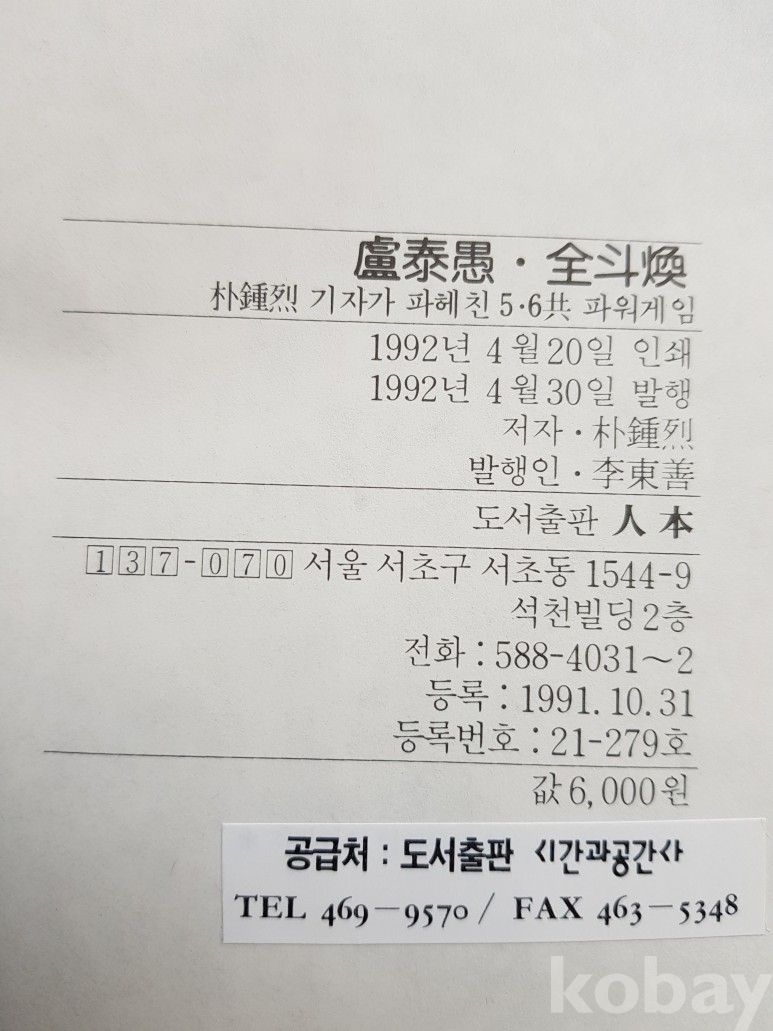 盧泰愚·全斗煥
朴鍾烈 기자가 파헤친 5·6共 파워게임
1992년 4월20일 인쇄
1992년 4월30일 발행
저자·朴鍾烈
발행인·李東善
도서출판 人本
137-070 서울 서초구 서초동 1544-9
석천빌딩2층
전화:588-4031~2
등록:1991.10.31
등록번호:21-279호
값6,000원
공급처 : 도서출판 시간과공간사
TEL 469-9570 / FAX 463-5348
kobay